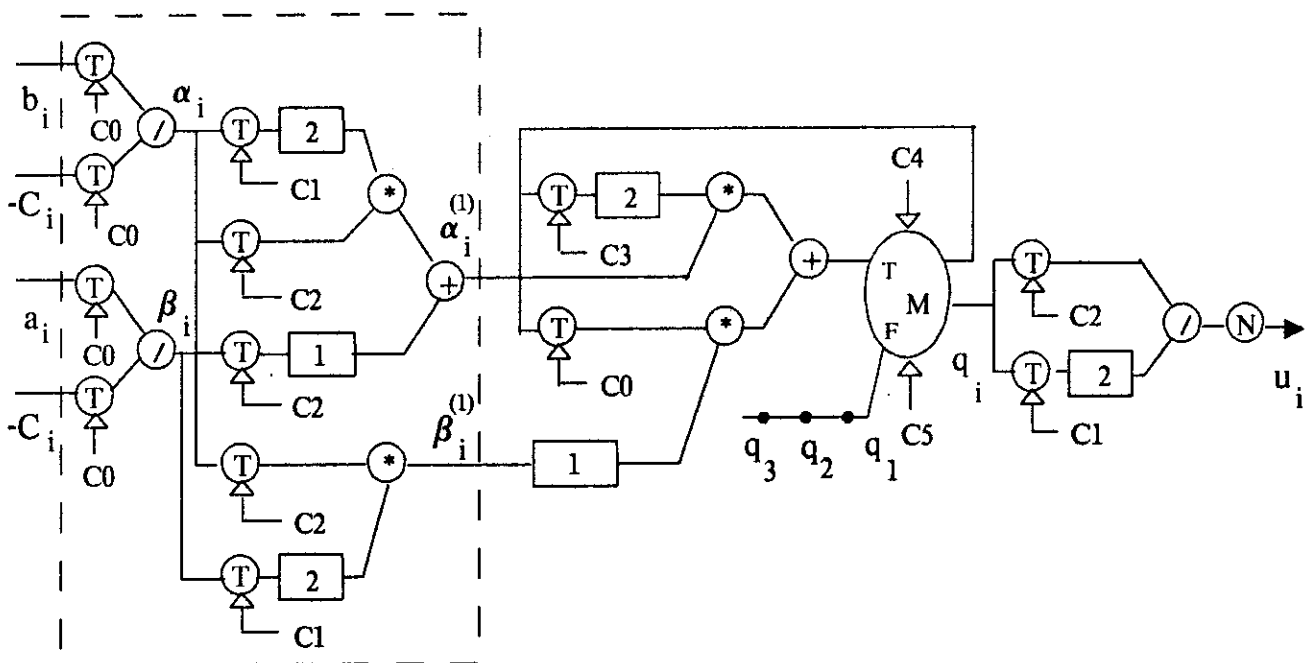 T
b_i
C0
α_i
/
T
2
C1
*
T
-C_i
C0
T
C2
α_i^(1)
+
T
a_i
C0
β_i
/
T
1
C2
T
-C_i
C0
T
C2
*
β_i^(1)
1
T
2
C1
T
2
C3
*
T
C0
*
+
C4
T
M
F
C5
q_3
q_2
q_1
q_i
T
C2
T
2
C1
/
N
u_i